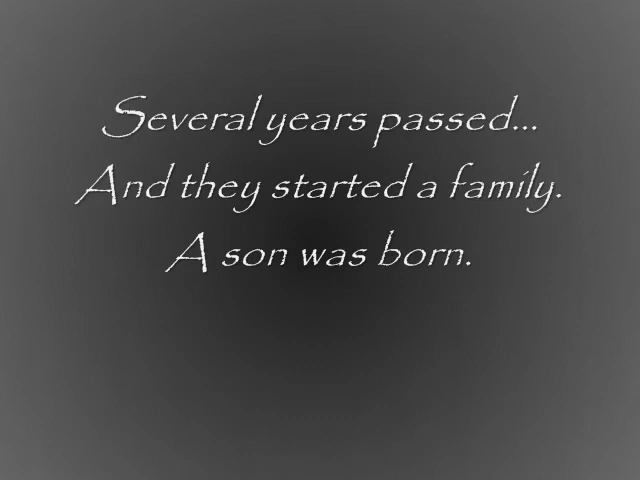 Several years passed...
And they started a family.
A son was born.